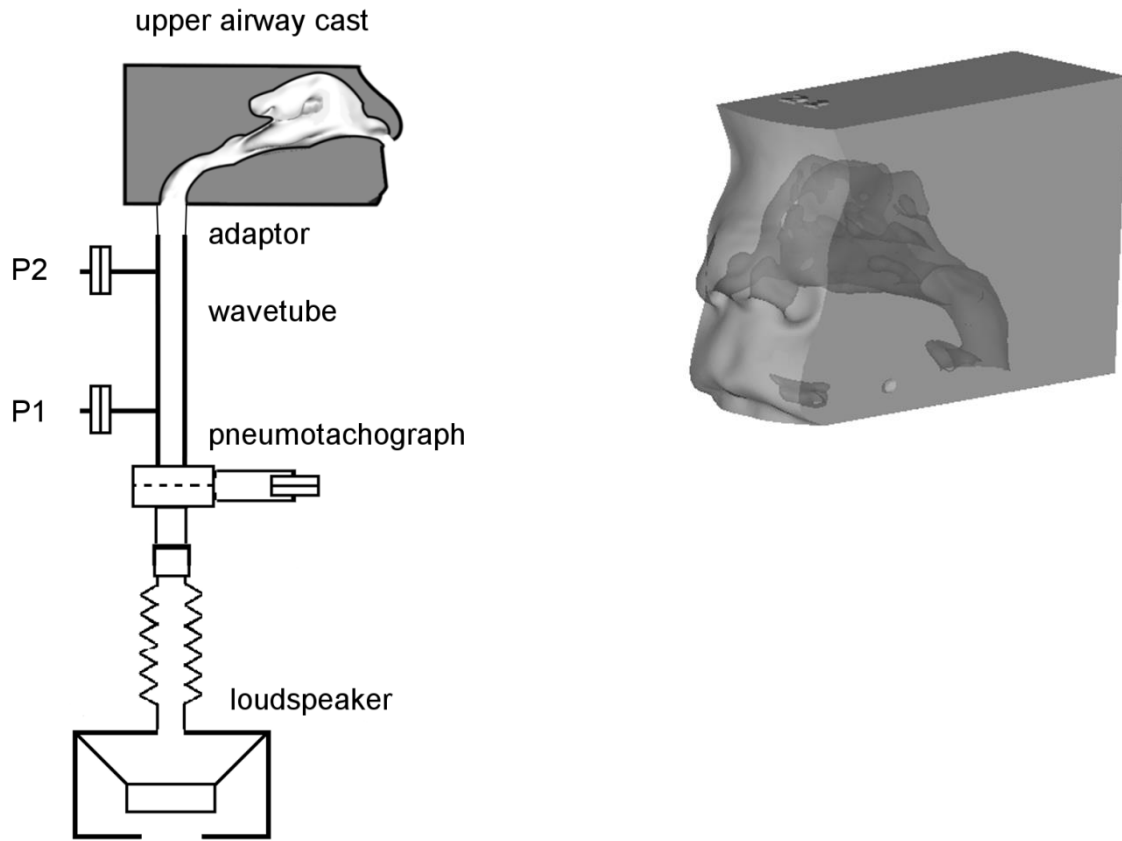 upper airway cast
adaptor
P2
wavetube
P1
pneumotachograph
loudspeaker